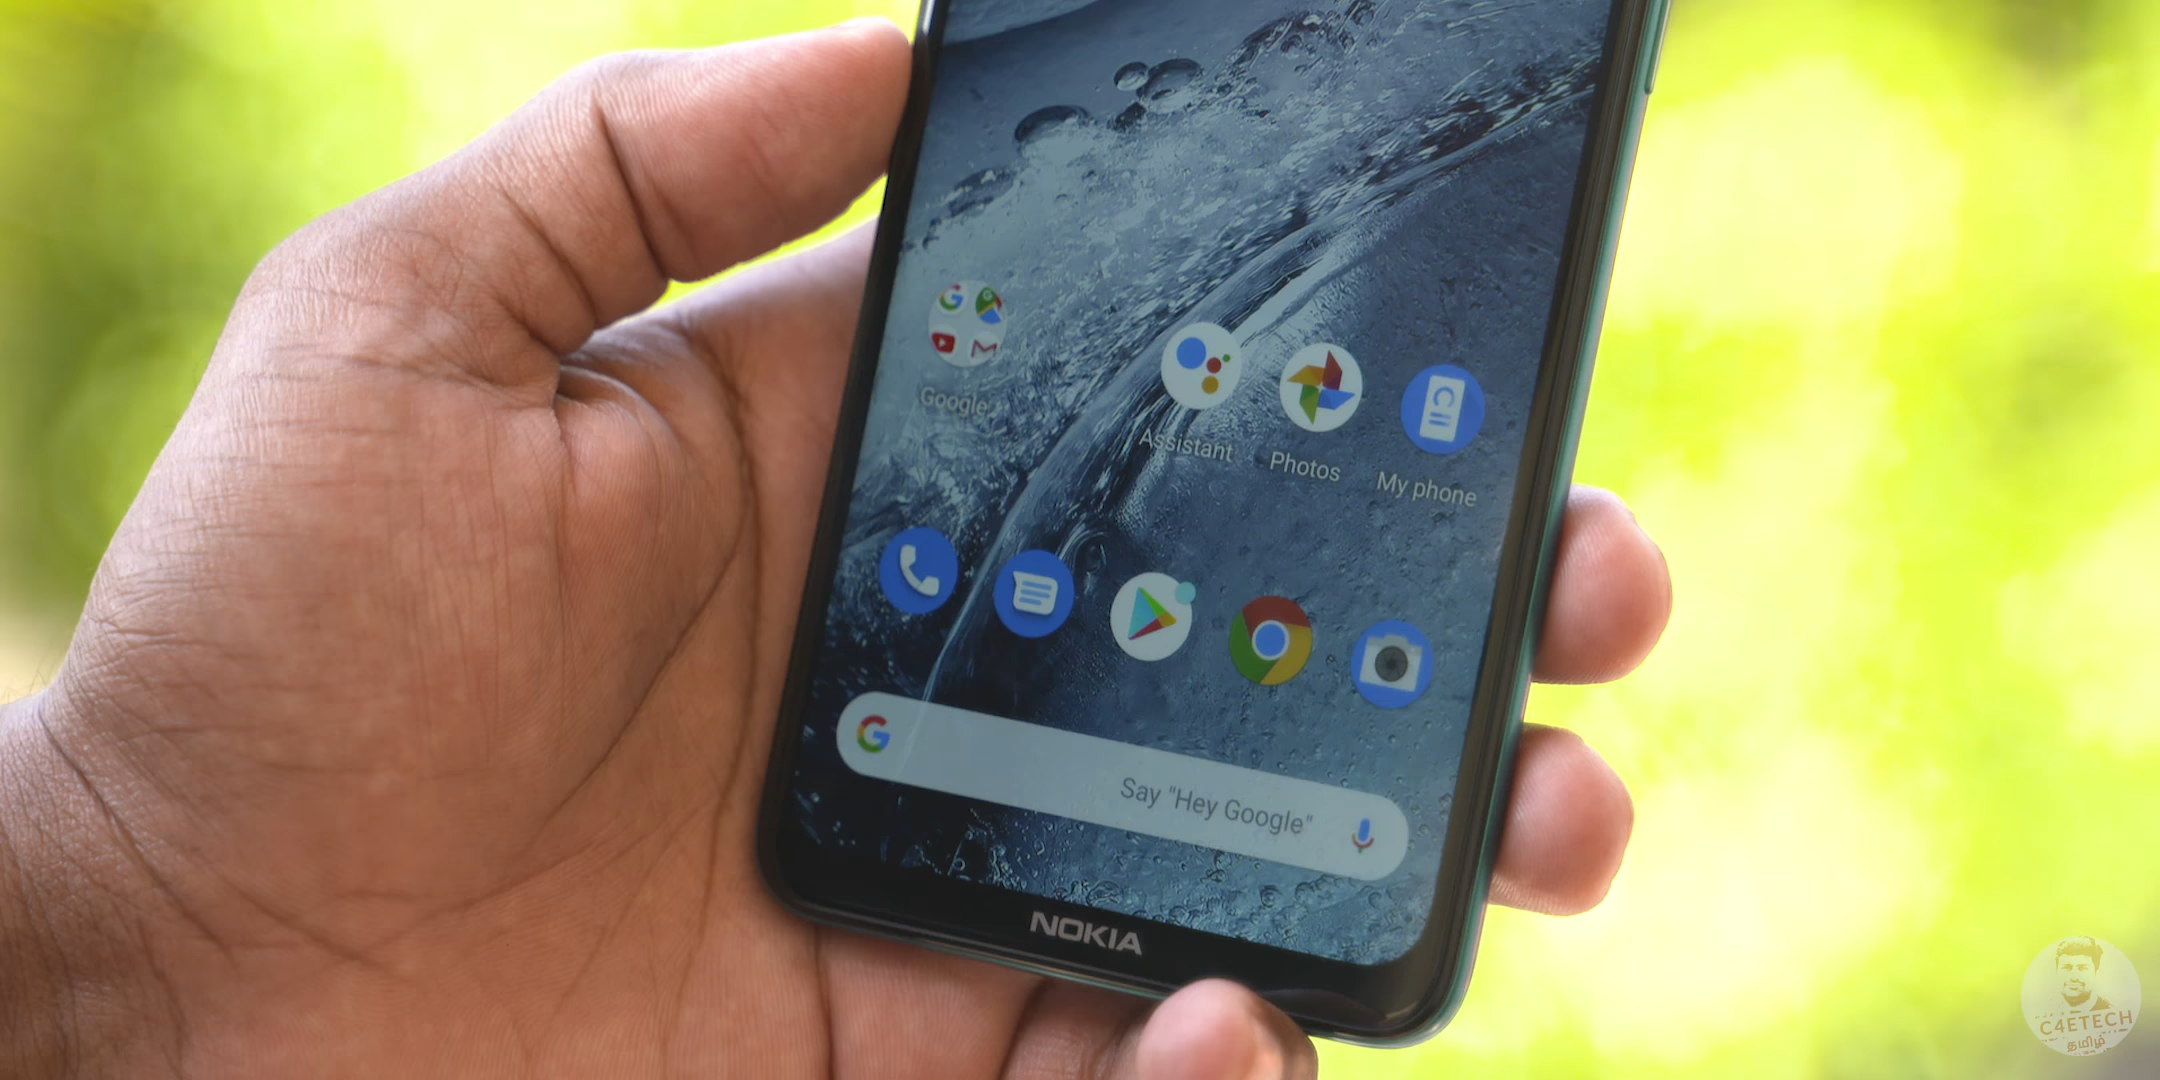 Google
Assistant
Photos
My phone
Say "Hey Google"
NOKIA
C4ETECH
தமிழ்